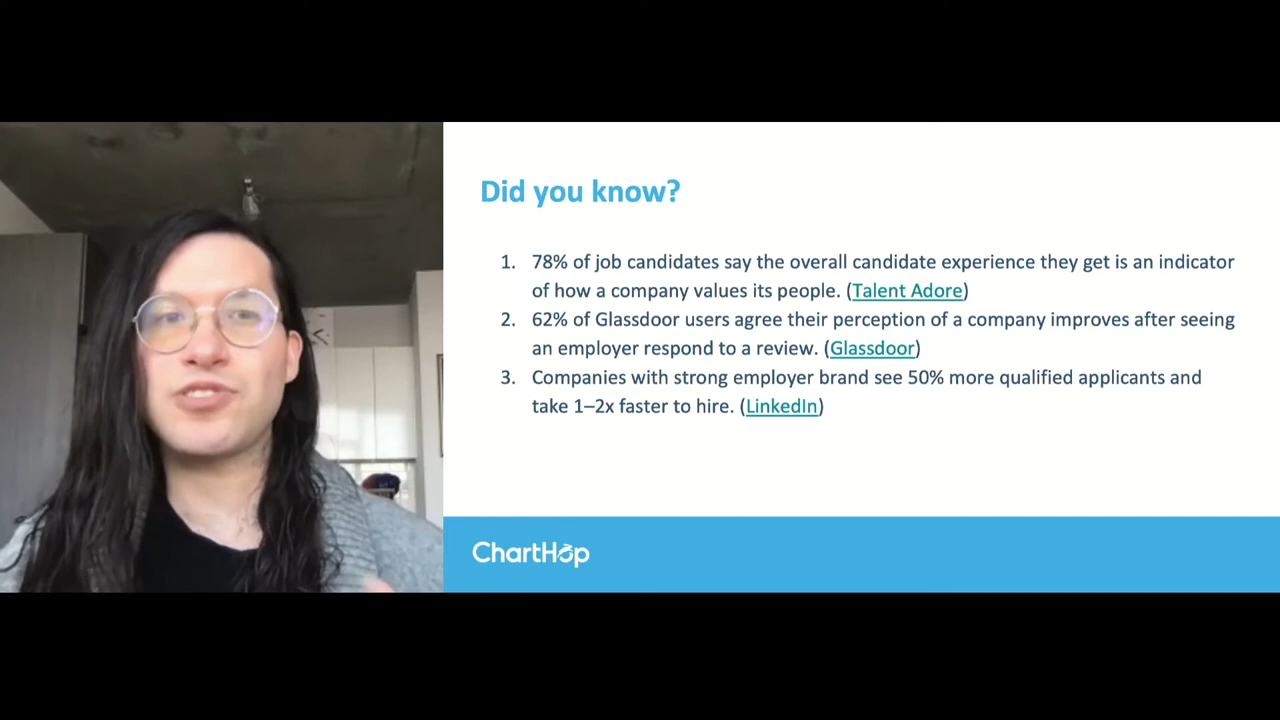 Did you know?
1. 78% of job candidates say the overall candidate experience they get is an indicator
of how a company values its people. (Talent Adore)
2. 62% of Glassdoor users agree their perception of a company improves after seeing
an employer respond to a review. (Glassdoor)
3. Companies with strong employer brand see 50% more qualified applicants and
take 1–2x faster to hire. (LinkedIn)
ChartHop